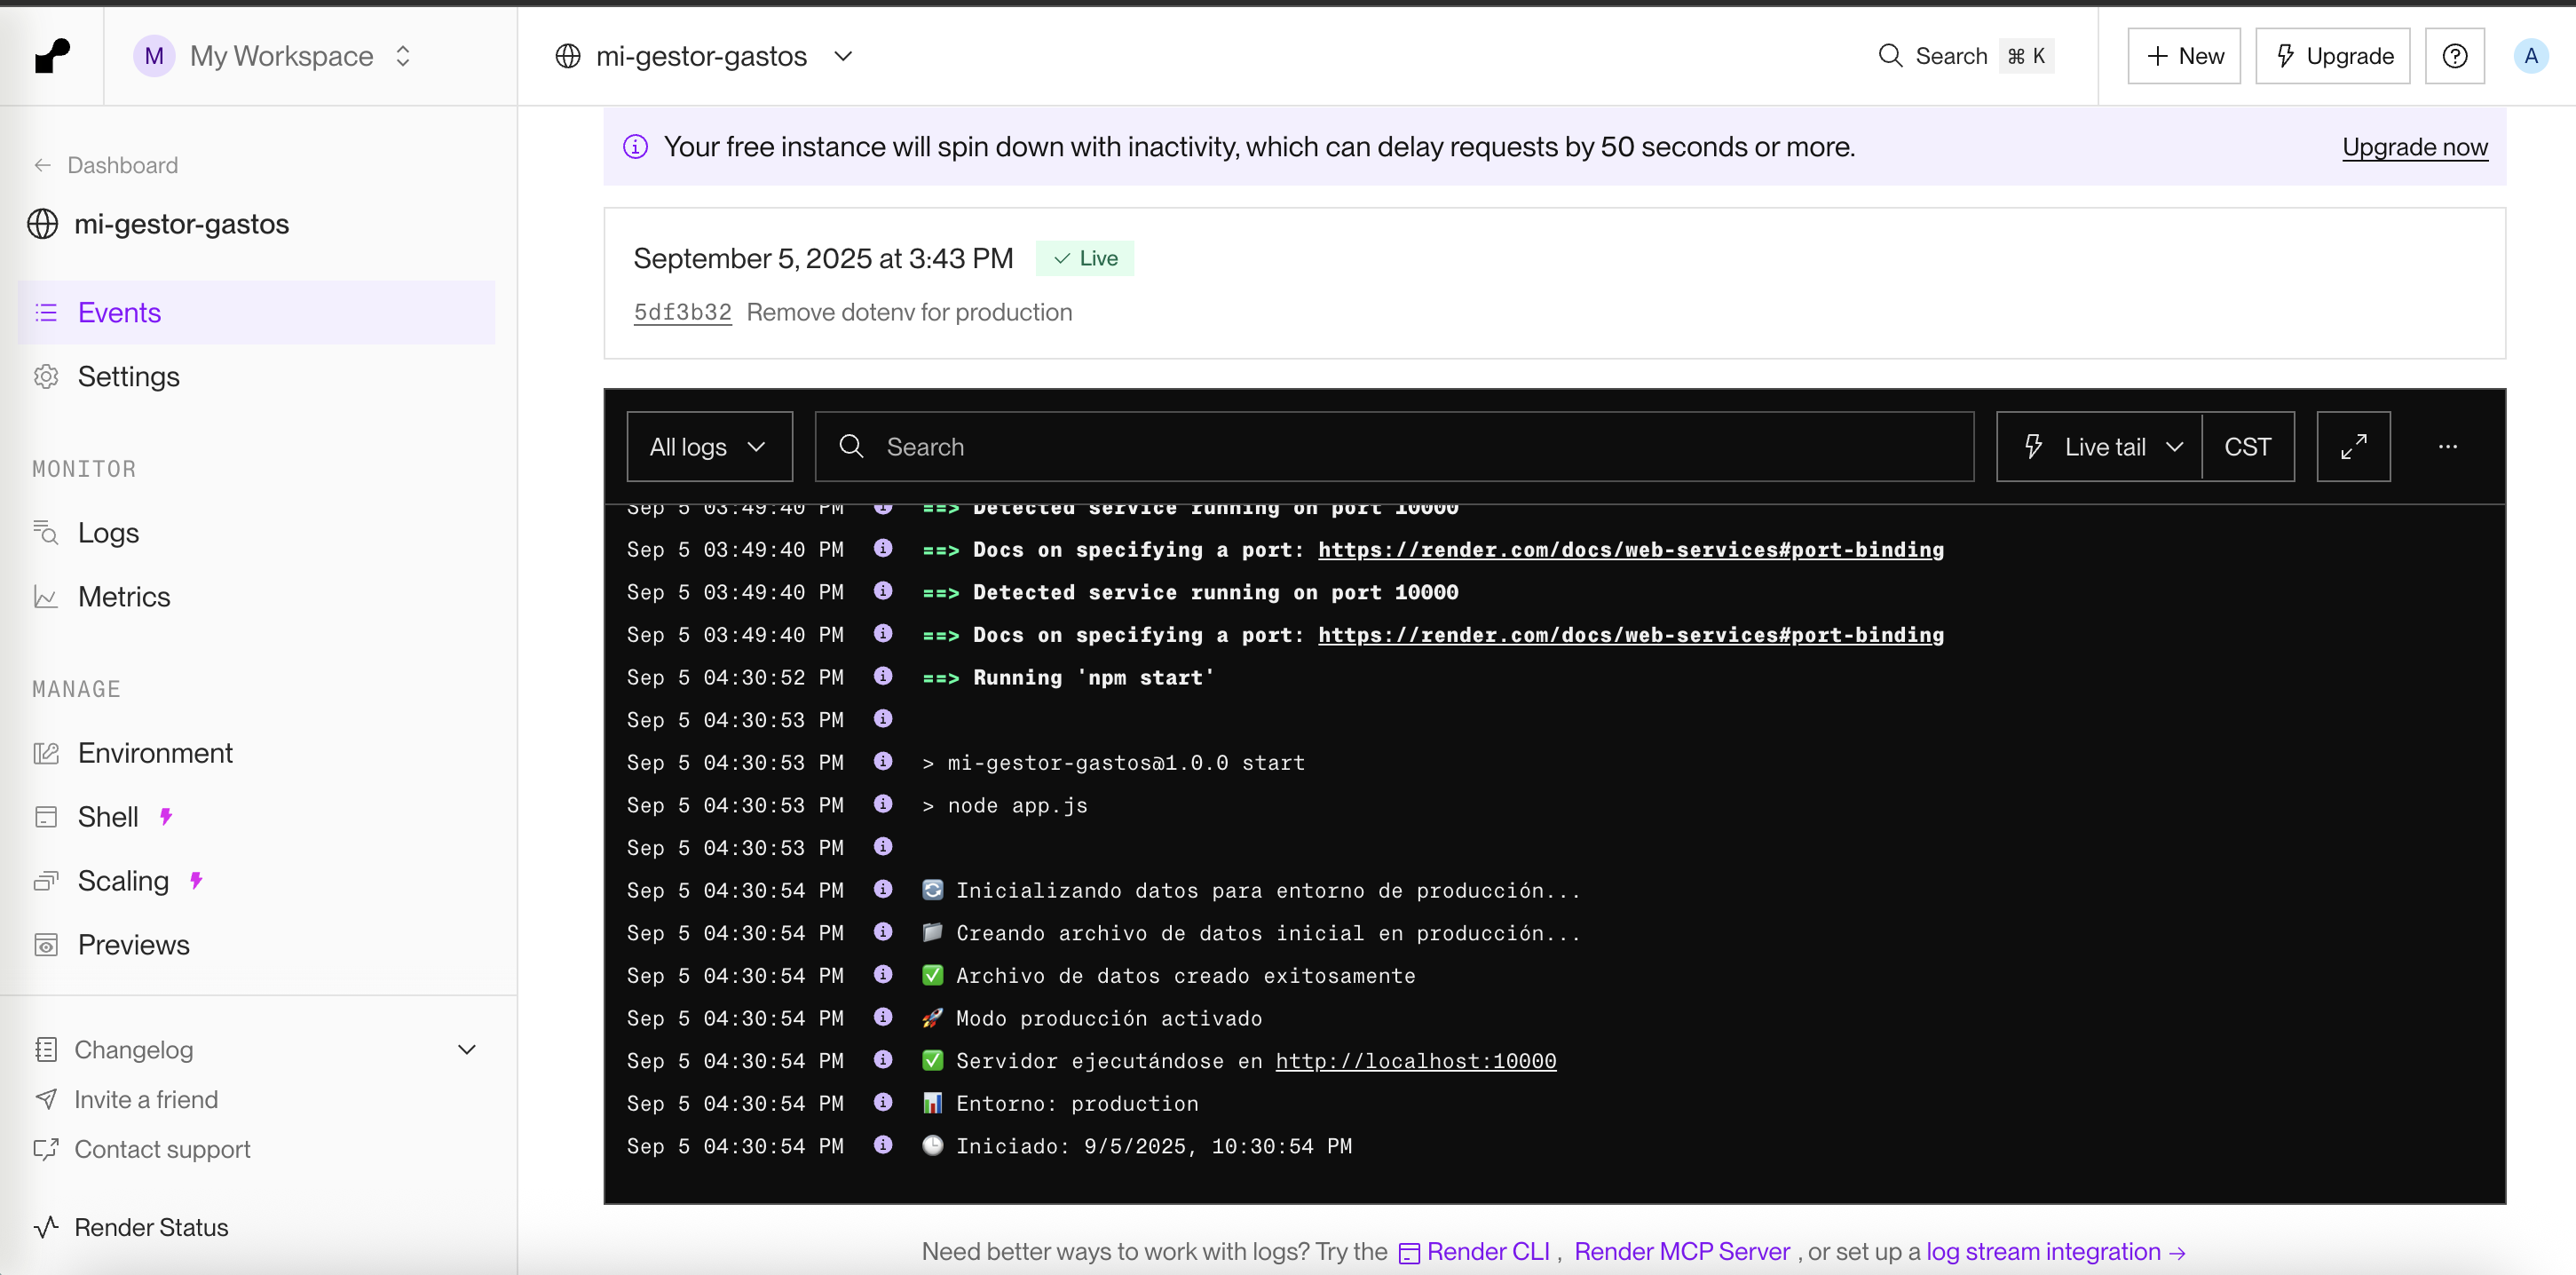 M My Workspace
mi-gestor-gastos
Search ⌘ K
+ New
Upgrade
A
← Dashboard
mi-gestor-gastos
Events
Settings
MONITOR
Logs
Metrics
MANAGE
Environment
Shell
Scaling
Previews
Changelog
Invite a friend
Contact support
Render Status
Your free instance will spin down with inactivity, which can delay requests by 50 seconds or more.
Upgrade now
September 5, 2025 at 3:43 PM ✓ Live
5df3b32 Remove dotenv for production
All logs
Search
Live tail
CST
...
Sep 5 03:49:40 PM ==> Detected service running on port 10000
Sep 5 03:49:40 PM ==> Docs on specifying a port: https://render.com/docs/web-services#port-binding
Sep 5 03:49:40 PM ==> Detected service running on port 10000
Sep 5 03:49:40 PM ==> Docs on specifying a port: https://render.com/docs/web-services#port-binding
Sep 5 04:30:52 PM ==> Running 'npm start'
Sep 5 04:30:53 PM
Sep 5 04:30:53 PM > mi-gestor-gastos@1.0.0 start
Sep 5 04:30:53 PM > node app.js
Sep 5 04:30:53 PM
Sep 5 04:30:54 PM 🔄 Inicializando datos para entorno de producción...
Sep 5 04:30:54 PM 📁 Creando archivo de datos inicial en producción...
Sep 5 04:30:54 PM ✅ Archivo de datos creado exitosamente
Sep 5 04:30:54 PM 🚀 Modo producción activado
Sep 5 04:30:54 PM ✅ Servidor ejecutándose en http://localhost:10000
Sep 5 04:30:54 PM 📊 Entorno: production
Sep 5 04:30:54 PM 🕒 Iniciado: 9/5/2025, 10:30:54 PM
Need better ways to work with logs? Try the Render CLI , Render MCP Server , or set up a log stream integration →